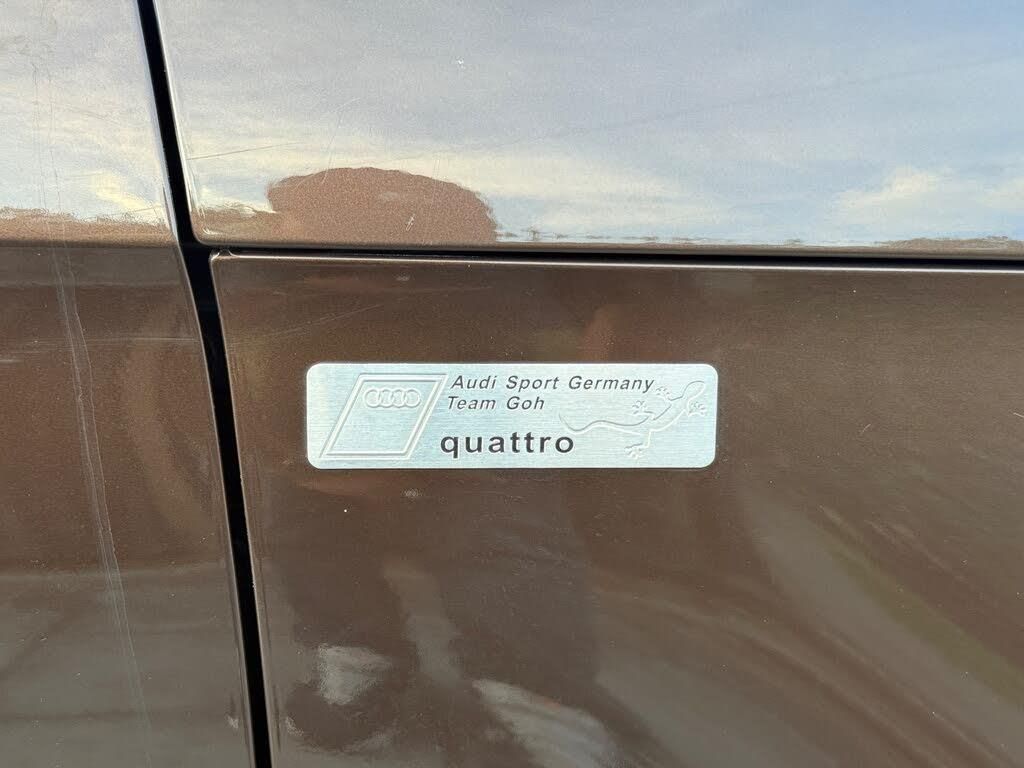 Audi Sport Germany
Team Goh
quattro